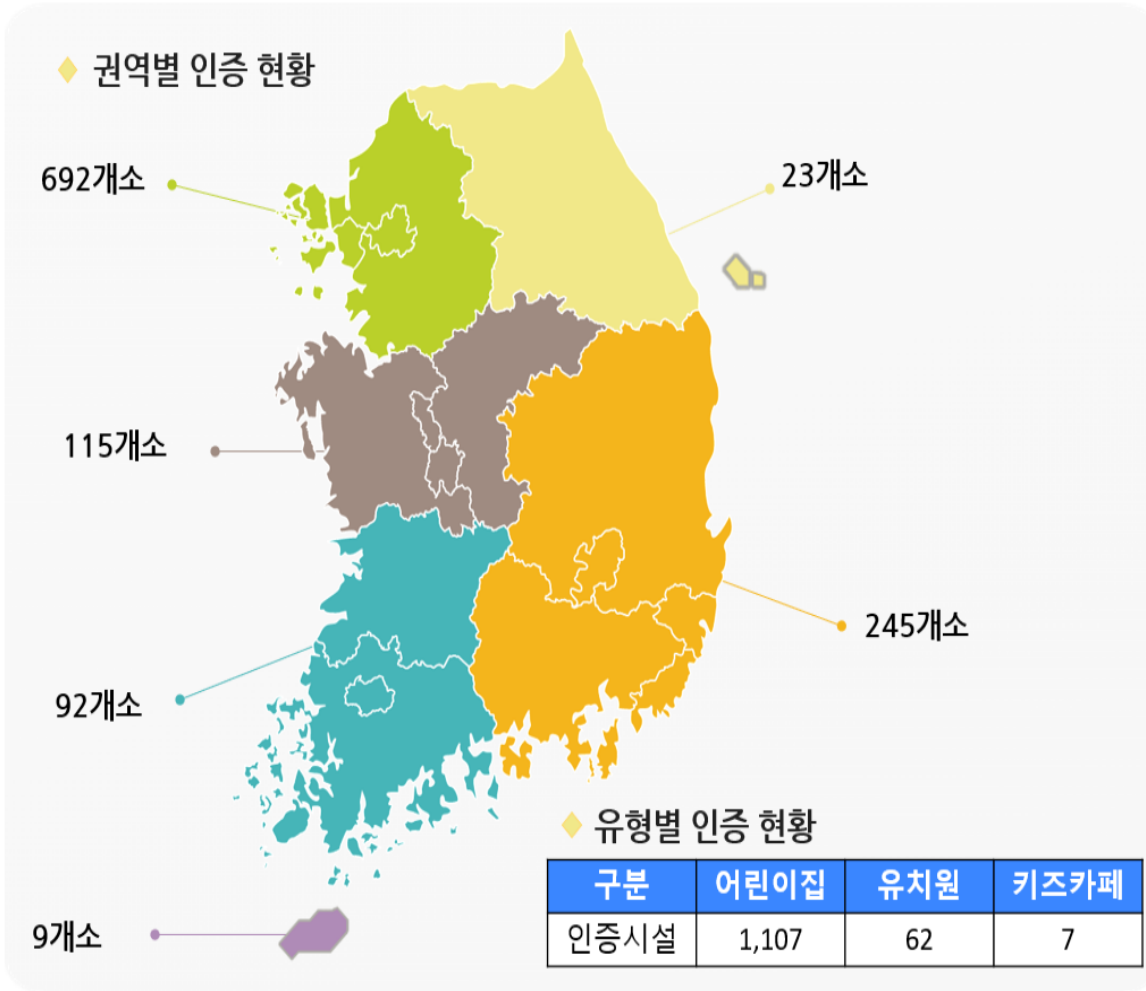 권역별 인증 현황
692개소
23개소
115개소
245개소
92개소
9개소
유형별 인증 현황
구분 어린이집 유치원 키즈카페
인증시설 1,107 62 7